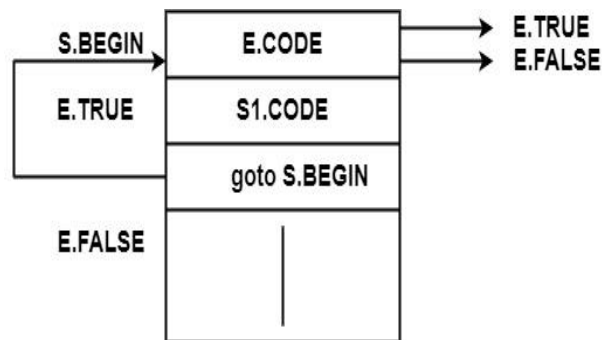 S.BEGIN
E.CODE
E.TRUE
E.FALSE
E.TRUE
S1.CODE
goto S.BEGIN
E.FALSE